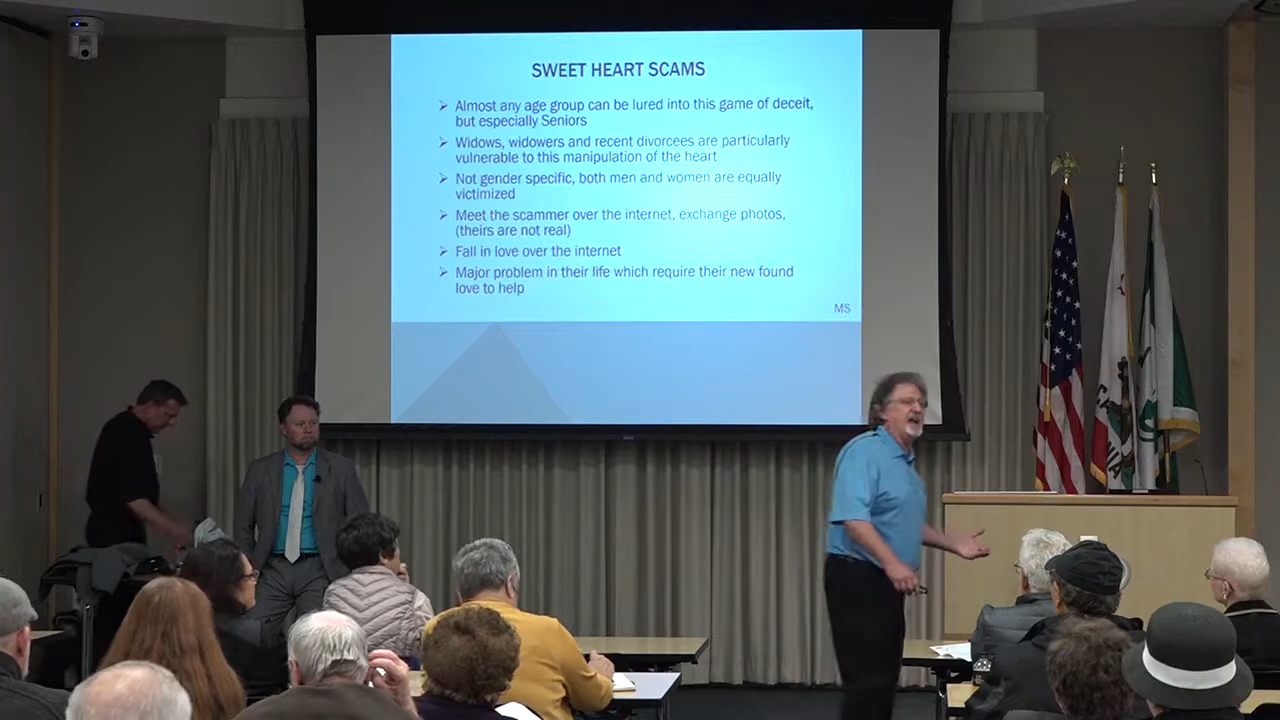 SWEET HEART SCAMS
➢ Almost any age group can be lured into this game of deceit,
but especially Seniors
➢ Widows, widowers and recent divorcees are particularly
vulnerable to this manipulation of the heart
➢ Not gender specific, both men and women are equally
victimized
➢ Meet the scammer over the internet, exchange photos,
(theirs are not real)
➢ Fall in love over the internet
➢ Major problem in their life which require their new found
love to help
MS